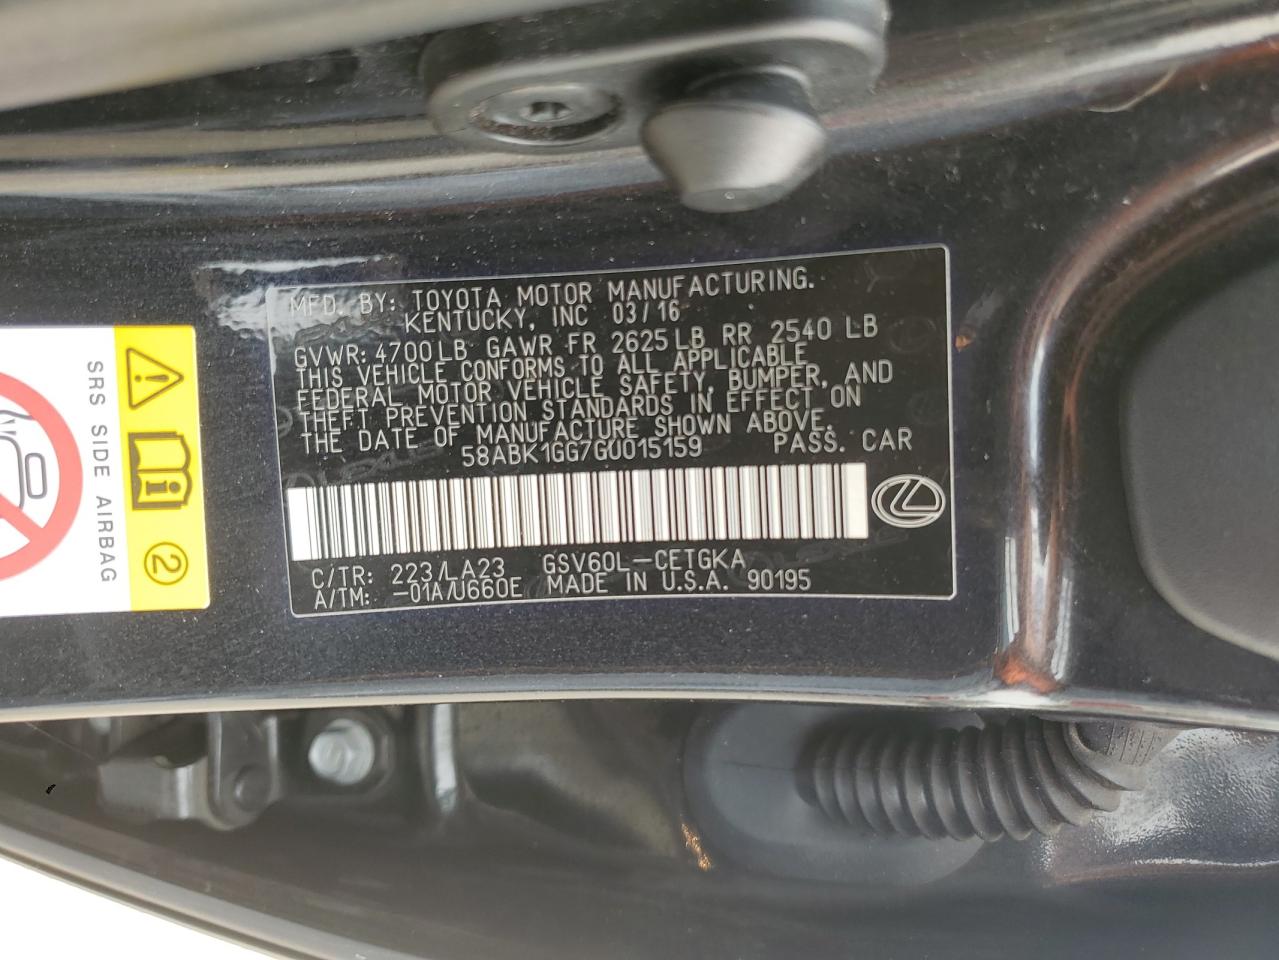 MFD. BY: TOYOTA MOTOR MANUFACTURING.
KENTUCKY, INC 03/16
GVWR: 4700LB GAWR FR 2625LB RR 2540 LB
THIS VEHICLE CONFORMS TO ALL APPLICABLE
FEDERAL MOTOR VEHICLE SAFETY, BUMPER, AND
THEFT PREVENTION STANDARDS IN EFFECT ON
THE DATE OF MANUFACTURE SHOWN ABOVE.
58ABK1GG7GU015159 PASS. CAR
C/TR: 223/LA23 GSV60L-CETGKA
A/TM: -01A/U660E MADE IN U.S.A. 90195
SRS SIDE AIRBAG
2